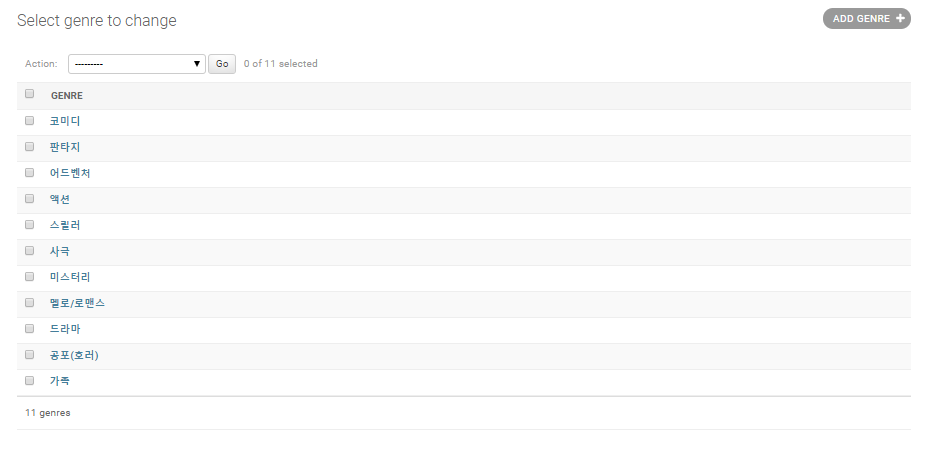 Select genre to change
ADD GENRE +
Action: --------- Go 0 of 11 selected
GENRE
코미디
판타지
어드벤처
액션
스릴러
사극
미스터리
멜로/로맨스
드라마
공포(호러)
가족
11 genres